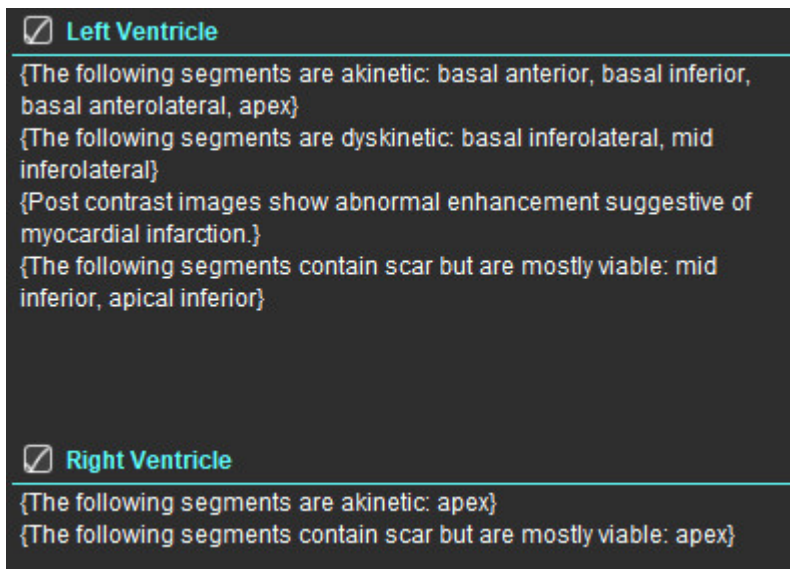 Left Ventricle
{The following segments are akinetic: basal anterior, basal inferior,
basal anterolateral, apex}
{The following segments are dyskinetic: basal inferolateral, mid
inferolateral}
{Post contrast images show abnormal enhancement suggestive of
myocardial infarction.}
{The following segments contain scar but are mostly viable: mid
inferior, apical inferior}
Right Ventricle
{The following segments are akinetic: apex}
{The following segments contain scar but are mostly viable: apex}